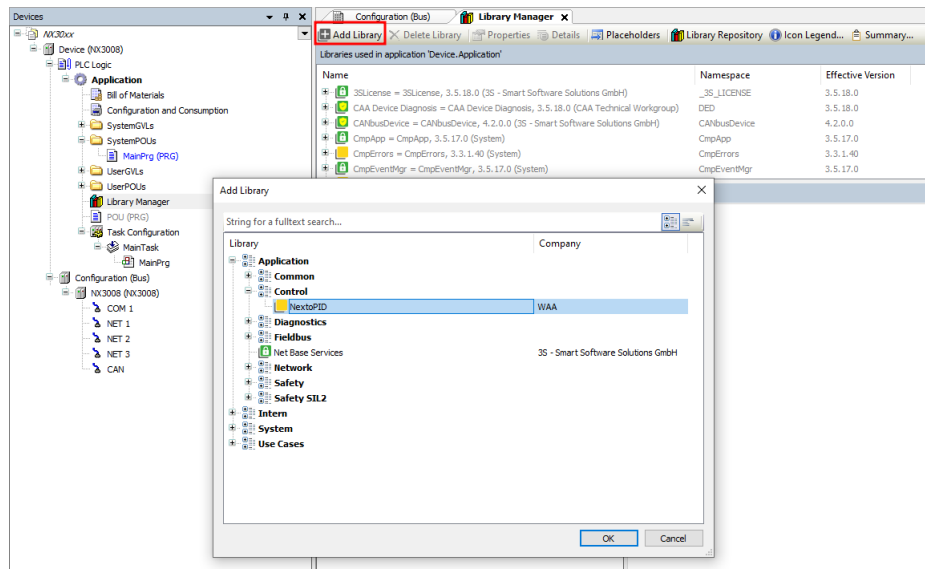 Devices
NX30xx
Device (NX3008)
PLC Logic
Application
Bill of Materials
Configuration and Consumption
SystemGVLs
SystemPOUs
MainPrg (PRG)
UserGVLs
UserPOUs
Library Manager
POU (PRG)
Task Configuration
MainTask
MainPrg
Configuration (Bus)
NX3008 (NX3008)
COM 1
NET 1
NET 2
NET 3
CAN
Configuration (Bus) Library Manager
Add Library Delete Library Properties Details Placeholders Library Repository Icon Legend... Summary...
Libraries used in application 'Device.Application'
Name Namespace Effective Version
3SLicense = 3SLicense, 3.5.18.0 (3S - Smart Software Solutions GmbH) _3S_LICENSE 3.5.18.0
CAA Device Diagnosis = CAA Device Diagnosis, 3.5.18.0 (CAA Technical Workgroup) DED 3.5.18.0
CANbusDevice = CANbusDevice, 4.2.0.0 (3S - Smart Software Solutions GmbH) CANbusDevice 4.2.0.0
CmpApp = CmpApp, 3.5.17.0 (System) CmpApp 3.5.17.0
CmpErrors = CmpErrors, 3.3.1.40 (System) CmpErrors 3.3.1.40
CmpEventMgr = CmpEventMgr, 3.5.17.0 (System) CmpEventMgr 3.5.17.0
Add Library
String for a fulltext search...
Library Company
Application
Common
Control
NextoPID WAA
Diagnostics
Fieldbus
Net Base Services 3S - Smart Software Solutions GmbH
Network
Safety
Safety SIL2
Intern
System
Use Cases
OK Cancel